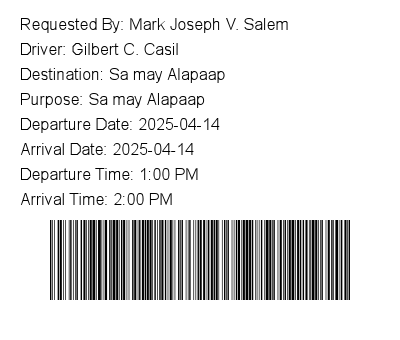 Requested By: Mark Joseph V. Salem
Driver: Gilbert C. Casil
Destination: Sa may Alapaap
Purpose: Sa may Alapaap
Departure Date: 2025-04-14
Arrival Date: 2025-04-14
Departure Time: 1:00 PM
Arrival Time: 2:00 PM